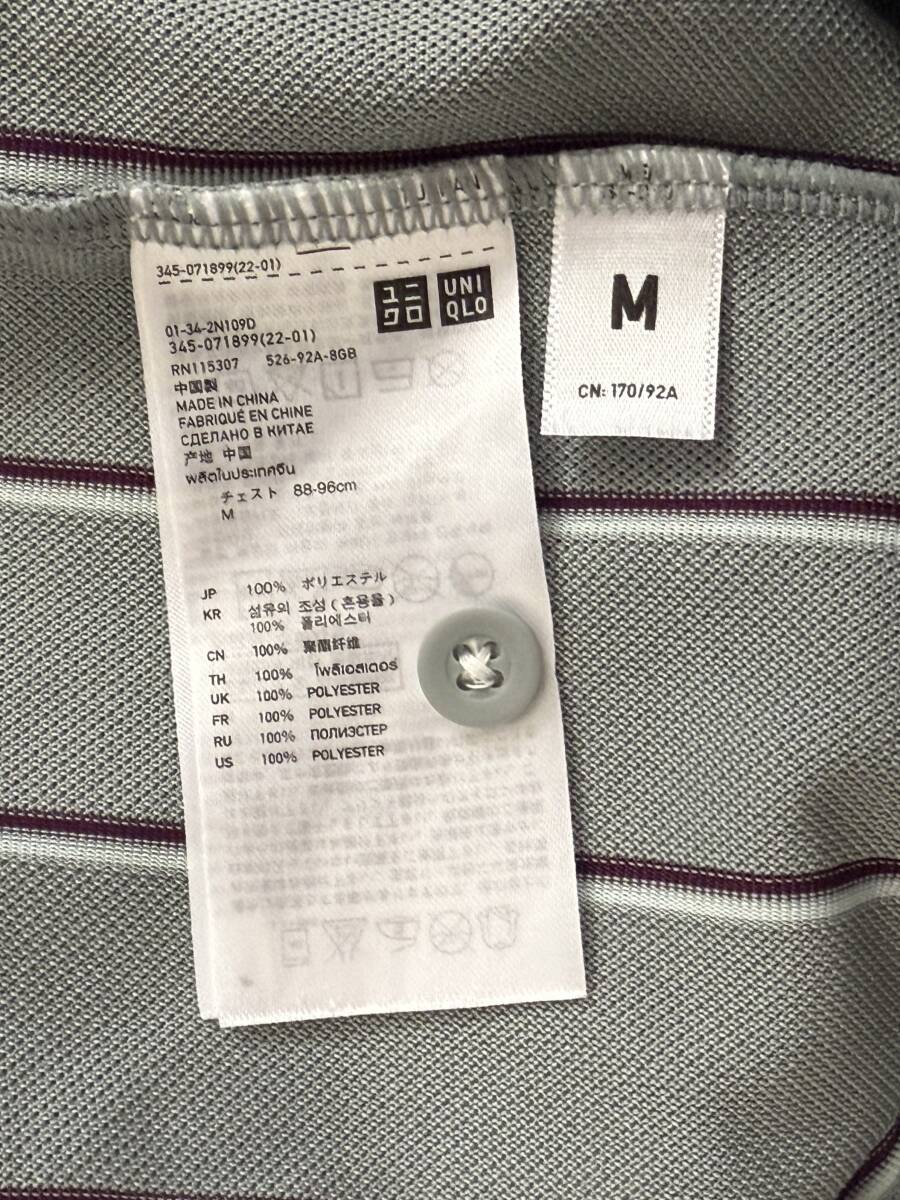 345-071899(22-01)
ユニ
クロ
UNI
QLO
01-34-2N109D
345-071899(22-01)
RN115307 526-92A-8GB
中国製
MADE IN CHINA
FABRIQUÉ EN CHINE
СДЕЛАНО В КИТАЕ
产地 中国
ผลิตในประเทศจีน
チェスト 88-96cm
M
JP 100% ポリエステル
KR 섬유의 조성 ( 혼용율 )
100% 폴리에스터
CN 100% 聚酯纤维
TH 100% โพลีเอสเตอร์
UK 100% POLYESTER
FR 100% POLYESTER
RU 100% ПОЛИЭСТЕР
US 100% POLYESTER
M
CN: 170/92A